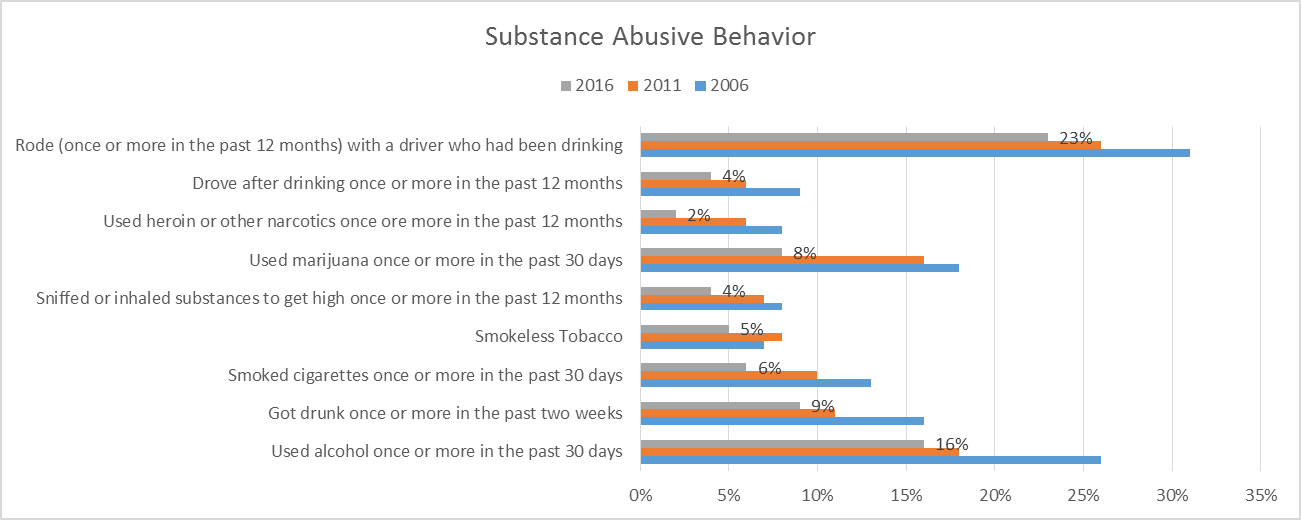 Substance Abusive Behavior
2016 2011 2006
Rode (once or more in the past 12 months) with a driver who had been drinking 23%
Drove after drinking once or more in the past 12 months 4%
Used heroin or other narcotics once ore more in the past 12 months 2%
Used marijuana once or more in the past 30 days 8%
Sniffed or inhaled substances to get high once or more in the past 12 months 4%
Smokeless Tobacco 5%
Smoked cigarettes once or more in the past 30 days 6%
Got drunk once or more in the past two weeks 9%
Used alcohol once or more in the past 30 days 16%
0% 5% 10% 15% 20% 25% 30% 35%